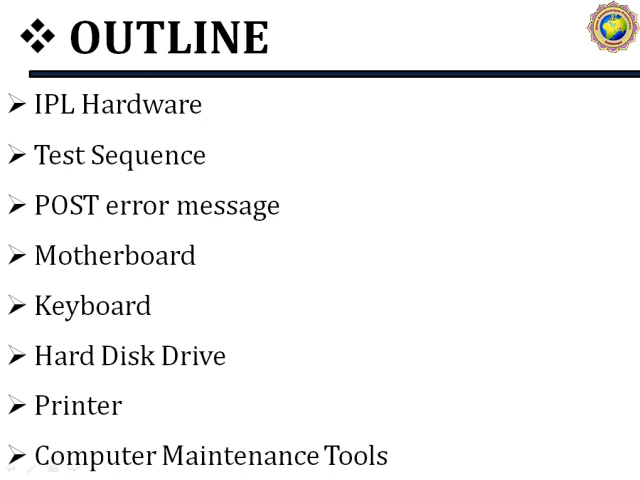 ❖ OUTLINE
➢ IPL Hardware
➢ Test Sequence
➢ POST error message
➢ Motherboard
➢ Keyboard
➢ Hard Disk Drive
➢ Printer
➢ Computer Maintenance Tools